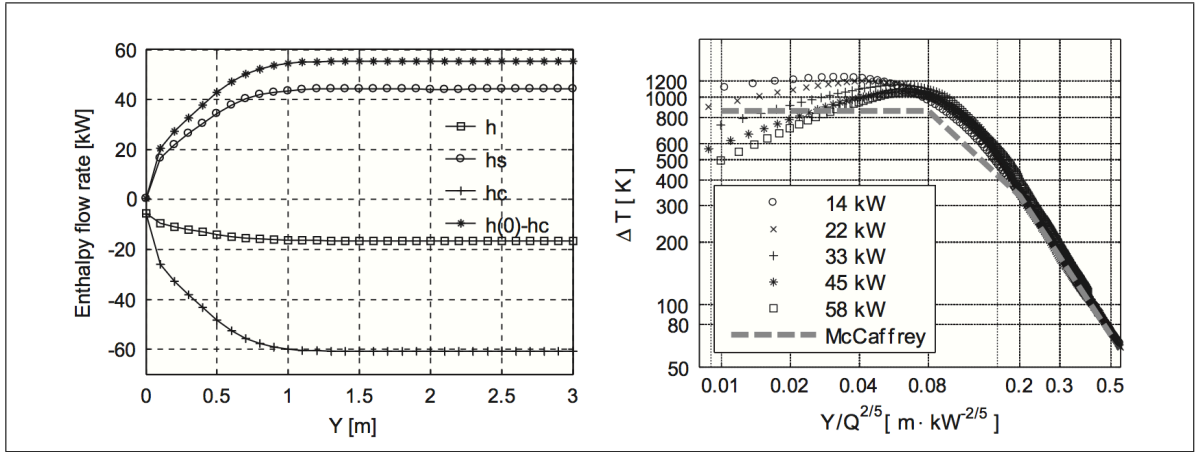 60
40
20
0
-20
-40
-60
0
0.5
1
1.5
2
2.5
3
Enthalpy flow rate [kW]
Y [m]
h
hs
hc
h(0)-hc
1200
1000
800
600
500
400
300
200
100
80
50
Δ T [ K ]
0.01
0.02
0.04
0.08
0.2
0.3
0.5
Y/Q2/5 [ m · kW-2/5]
14 kW
22 kW
33 kW
45 kW
58 kW
McCaffrey